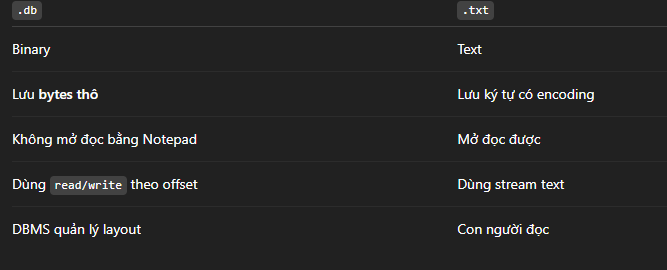 .db .txt
Binary Text
Lưu bytes thô Lưu ký tự có encoding
Không mở đọc bằng Notepad Mở đọc được
Dùng read/write theo offset Dùng stream text
DBMS quản lý layout Con người đọc